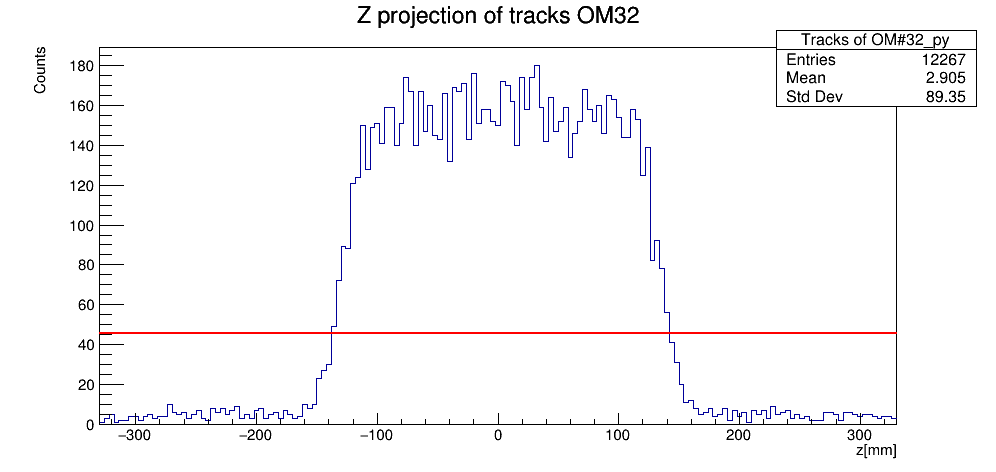 Z projection of tracks OM32
Tracks of OM#32_py
Entries 12267
Mean 2.905
Std Dev 89.35
Counts
180
160
140
120
100
80
60
40
20
0
−300 −200 −100 0 100 200 300
z[mm]